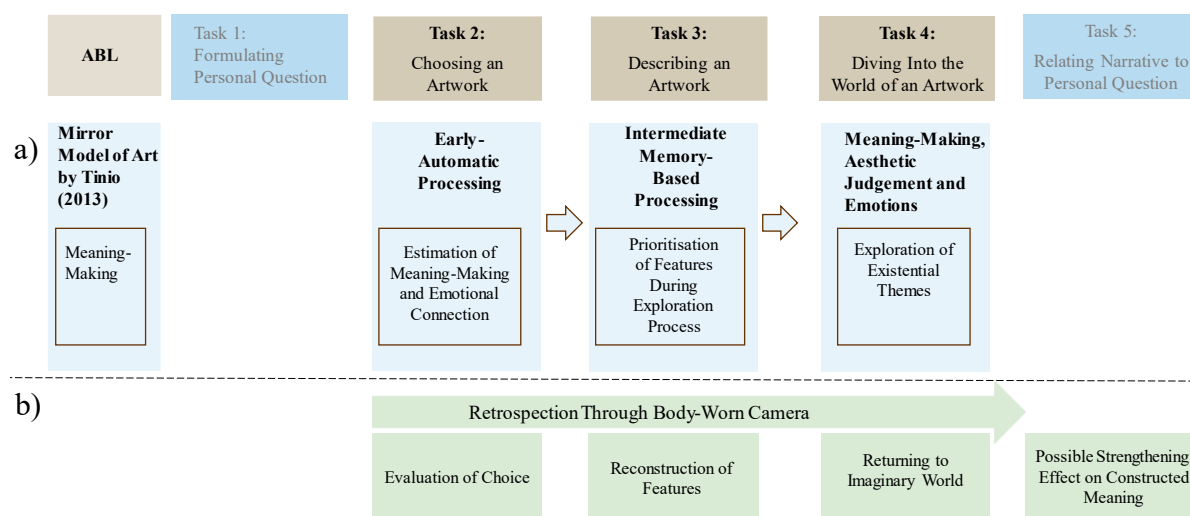 ABL
Task 1:
Formulating
Personal Question
Task 2:
Choosing an
Artwork
Task 3:
Describing an
Artwork
Task 4:
Diving Into the
World of an Artwork
Task 5:
Relating Narrative to
Personal Question
a)
Mirror
Model of Art
by Tinio
(2013)
Meaning-
Making
Early-
Automatic
Processing
Estimation of
Meaning-Making
and Emotional
Connection
Intermediate
Memory-
Based
Processing
Prioritisation
of Features
During
Exploration
Process
Meaning-Making,
Aesthetic
Judgement and
Emotions
Exploration of
Existential
Themes
b)
Retrospection Through Body-Worn Camera
Evaluation of Choice
Reconstruction of
Features
Returning to
Imaginary World
Possible Strengthening
Effect on Constructed
Meaning